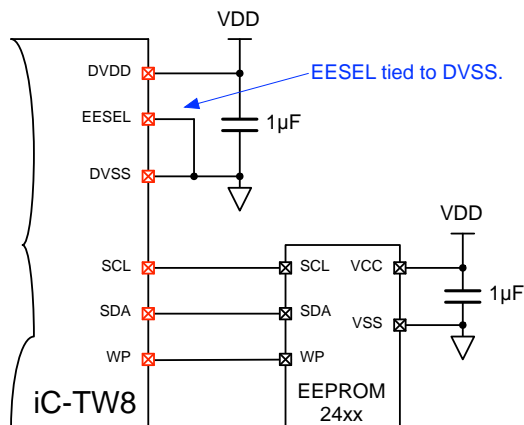 VDD
DVDD
EESEL tied to DVSS.
EESEL
1µF
DVSS
VDD
SCL
SCL
VCC
1µF
SDA
SDA
VSS
WP
WP
iC-TW8
EEPROM
24xx